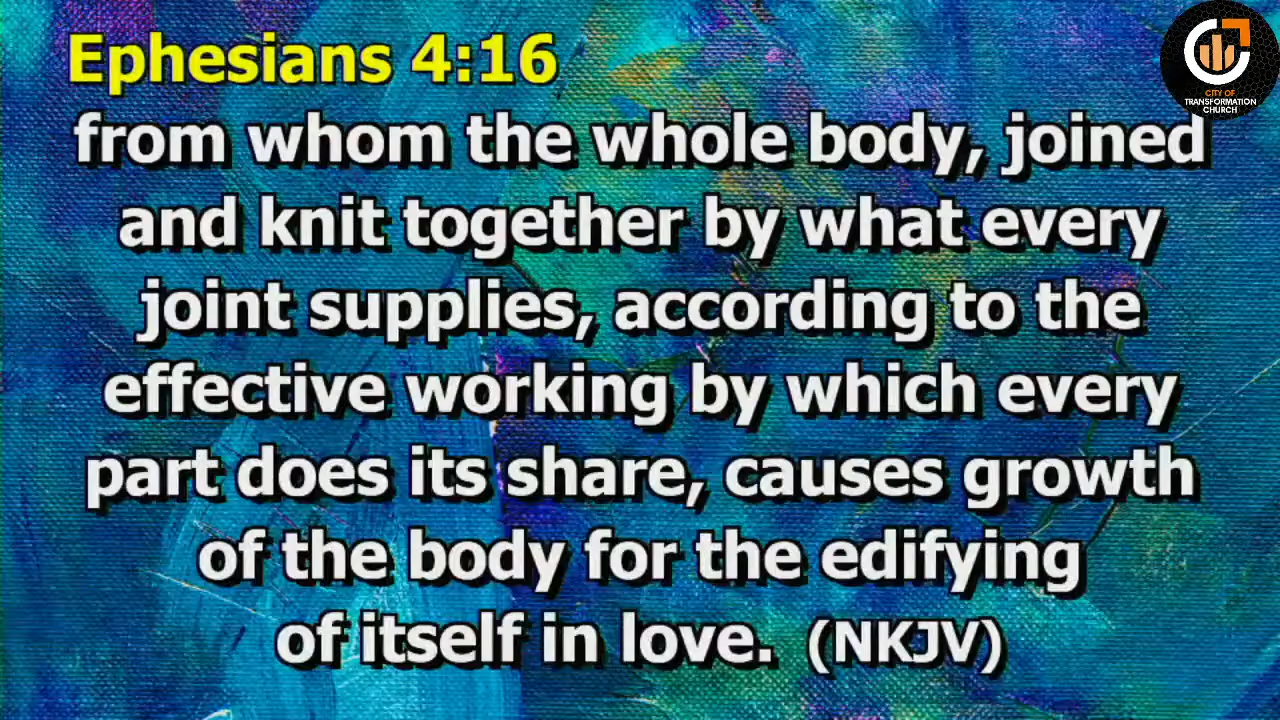 Ephesians 4:16
from whom the whole body, joined
and knit together by what every
joint supplies, according to the
effective working by which every
part does its share, causes growth
of the body for the edifying
of itself in love. (NKJV)
CITY OF
TRANSFORMATION
CHURCH